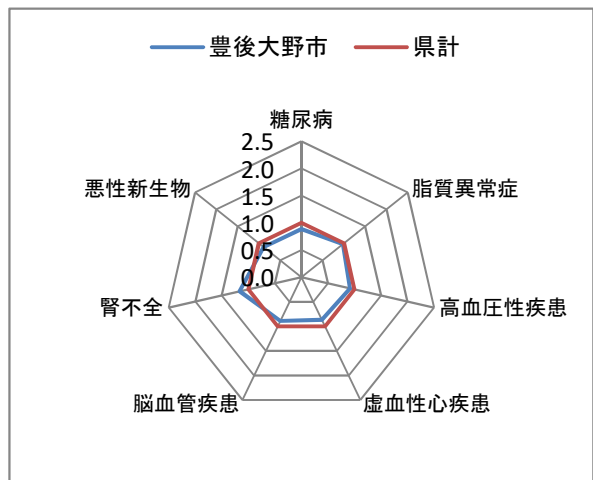 豊後大野市 県計
糖尿病
2.5
2.0
1.5
1.0
0.5
0.0
脂質異常症
高血圧性疾患
虚血性心疾患
脳血管疾患
腎不全
悪性新生物